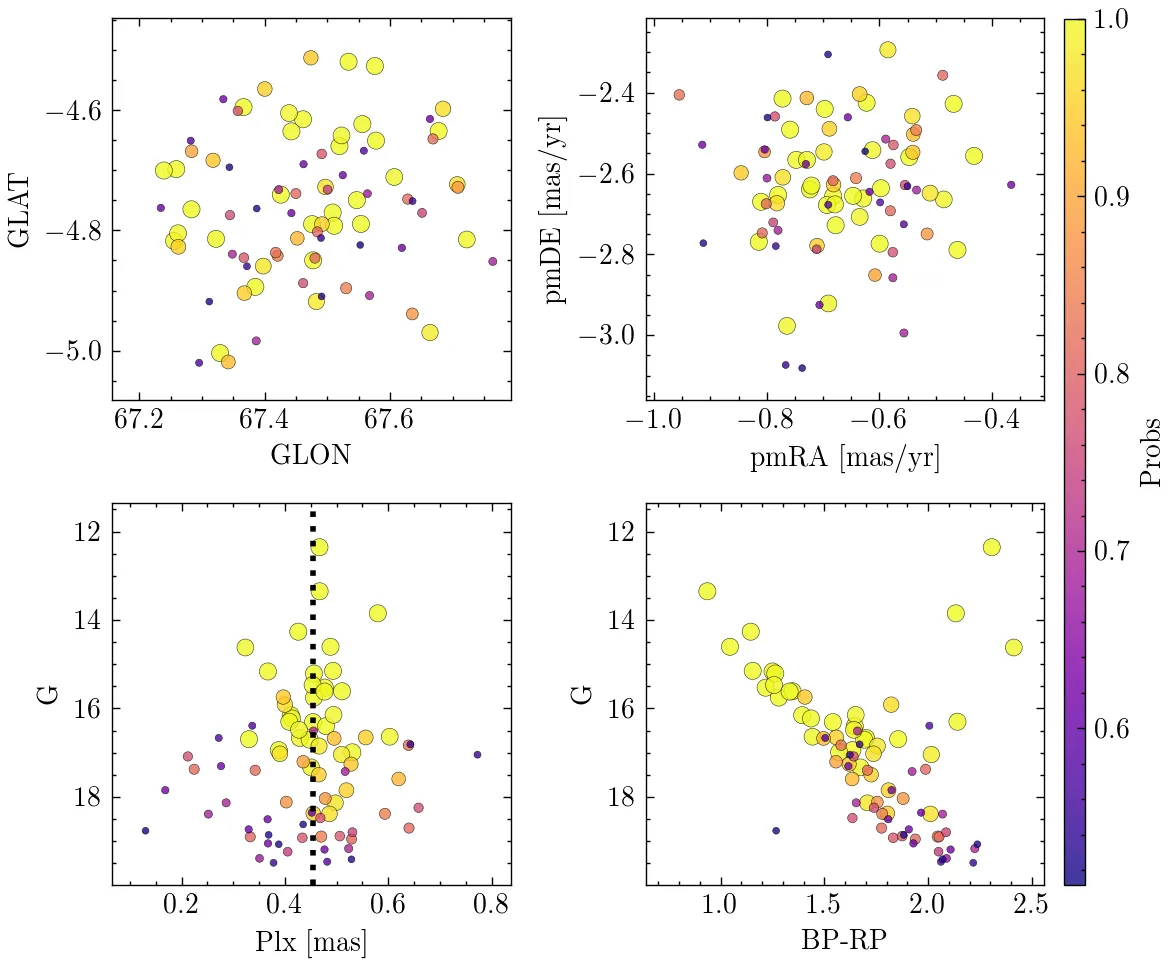 −4.6
−4.8
−5.0
GLAT
67.2 67.4 67.6
GLON
−2.4
−2.6
−2.8
−3.0
pmDE [mas/yr]
−1.0 −0.8 −0.6 −0.4
pmRA [mas/yr]
12
14
16
18
G
0.2 0.4 0.6 0.8
Plx [mas]
12
14
16
18
G
1.0 1.5 2.0 2.5
BP-RP
1.0
0.9
0.8
0.7
0.6
Probs